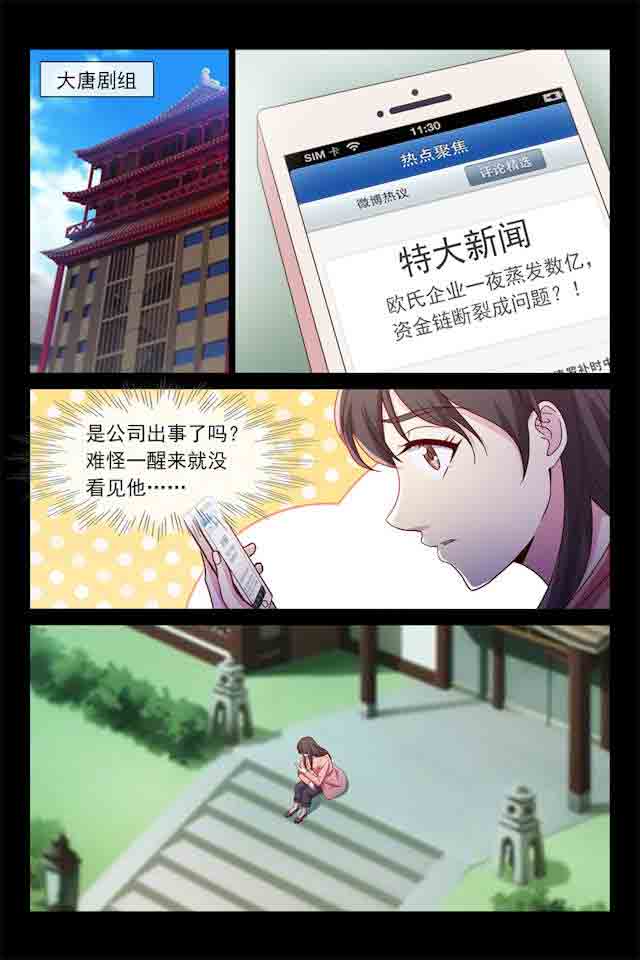 大唐剧组
SIM 卡 11:30
热点聚焦
微博热议 评论精选
特大新闻
欧氏企业一夜蒸发数亿，
资金链断裂成问题？！
是公司出事了吗？
难怪一醒来就没
看见他……